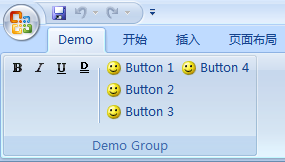 Demo 开始 插入 页面布局
B I U D Button 1 Button 4
Button 2
Button 3
Demo Group